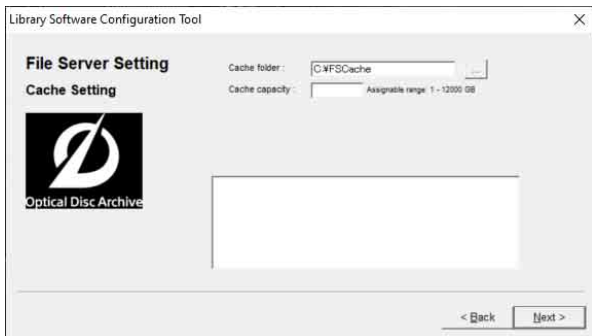 Library Software Configuration Tool
File Server Setting
Cache folder :
C:¥FSCache
...
Cache Setting
Cache capacity :
Assignable range: 1 - 12000 GB
Optical Disc Archive
< Back
Next >